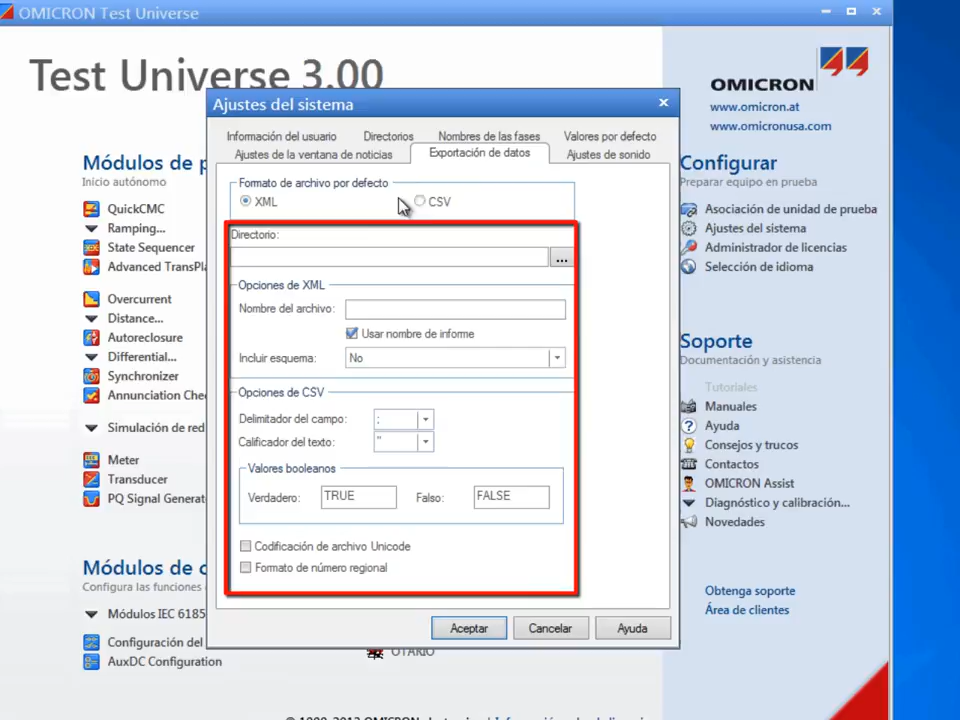 OMICRON Test Universe
Test Universe 3.00
OMICRON
www.omicron.at
www.omicronusa.com
Ajustes del sistema
Información del usuario
Directorios
Nombres de las fases
Valores por defecto
Ajustes de la ventana de noticias
Exportación de datos
Ajustes de sonido
Formato de archivo por defecto
XML
CSV
Directorio:
...
Opciones de XML
Nombre del archivo:
Usar nombre de informe
Incluir esquema:
No
Opciones de CSV
Delimitador del campo:
;
Calificador del texto:
"
Valores booleanos
Verdadero:
TRUE
Falso:
FALSE
Codificación de archivo Unicode
Formato de número regional
Aceptar
Cancelar
Ayuda
Módulos de p
Inicio autónomo
QuickCMC
Ramping...
State Sequencer
Advanced TransPla
Overcurrent
Distance...
Autoreclosure
Differential...
Synchronizer
Annunciation Chec
Simulación de red
Meter
Transducer
PQ Signal Generat
Módulos de c
Configura las funciones
Módulos IEC 6185
Configuración del
AuxDC Configuration
Configurar
Preparar equipo en prueba
Asociación de unidad de prueba
Ajustes del sistema
Administrador de licencias
Selección de idioma
Soporte
Documentación y asistencia
Tutoriales
Manuales
Ayuda
Consejos y trucos
Contactos
OMICRON Assist
Diagnóstico y calibración...
Novedades
Obtenga soporte
Área de clientes